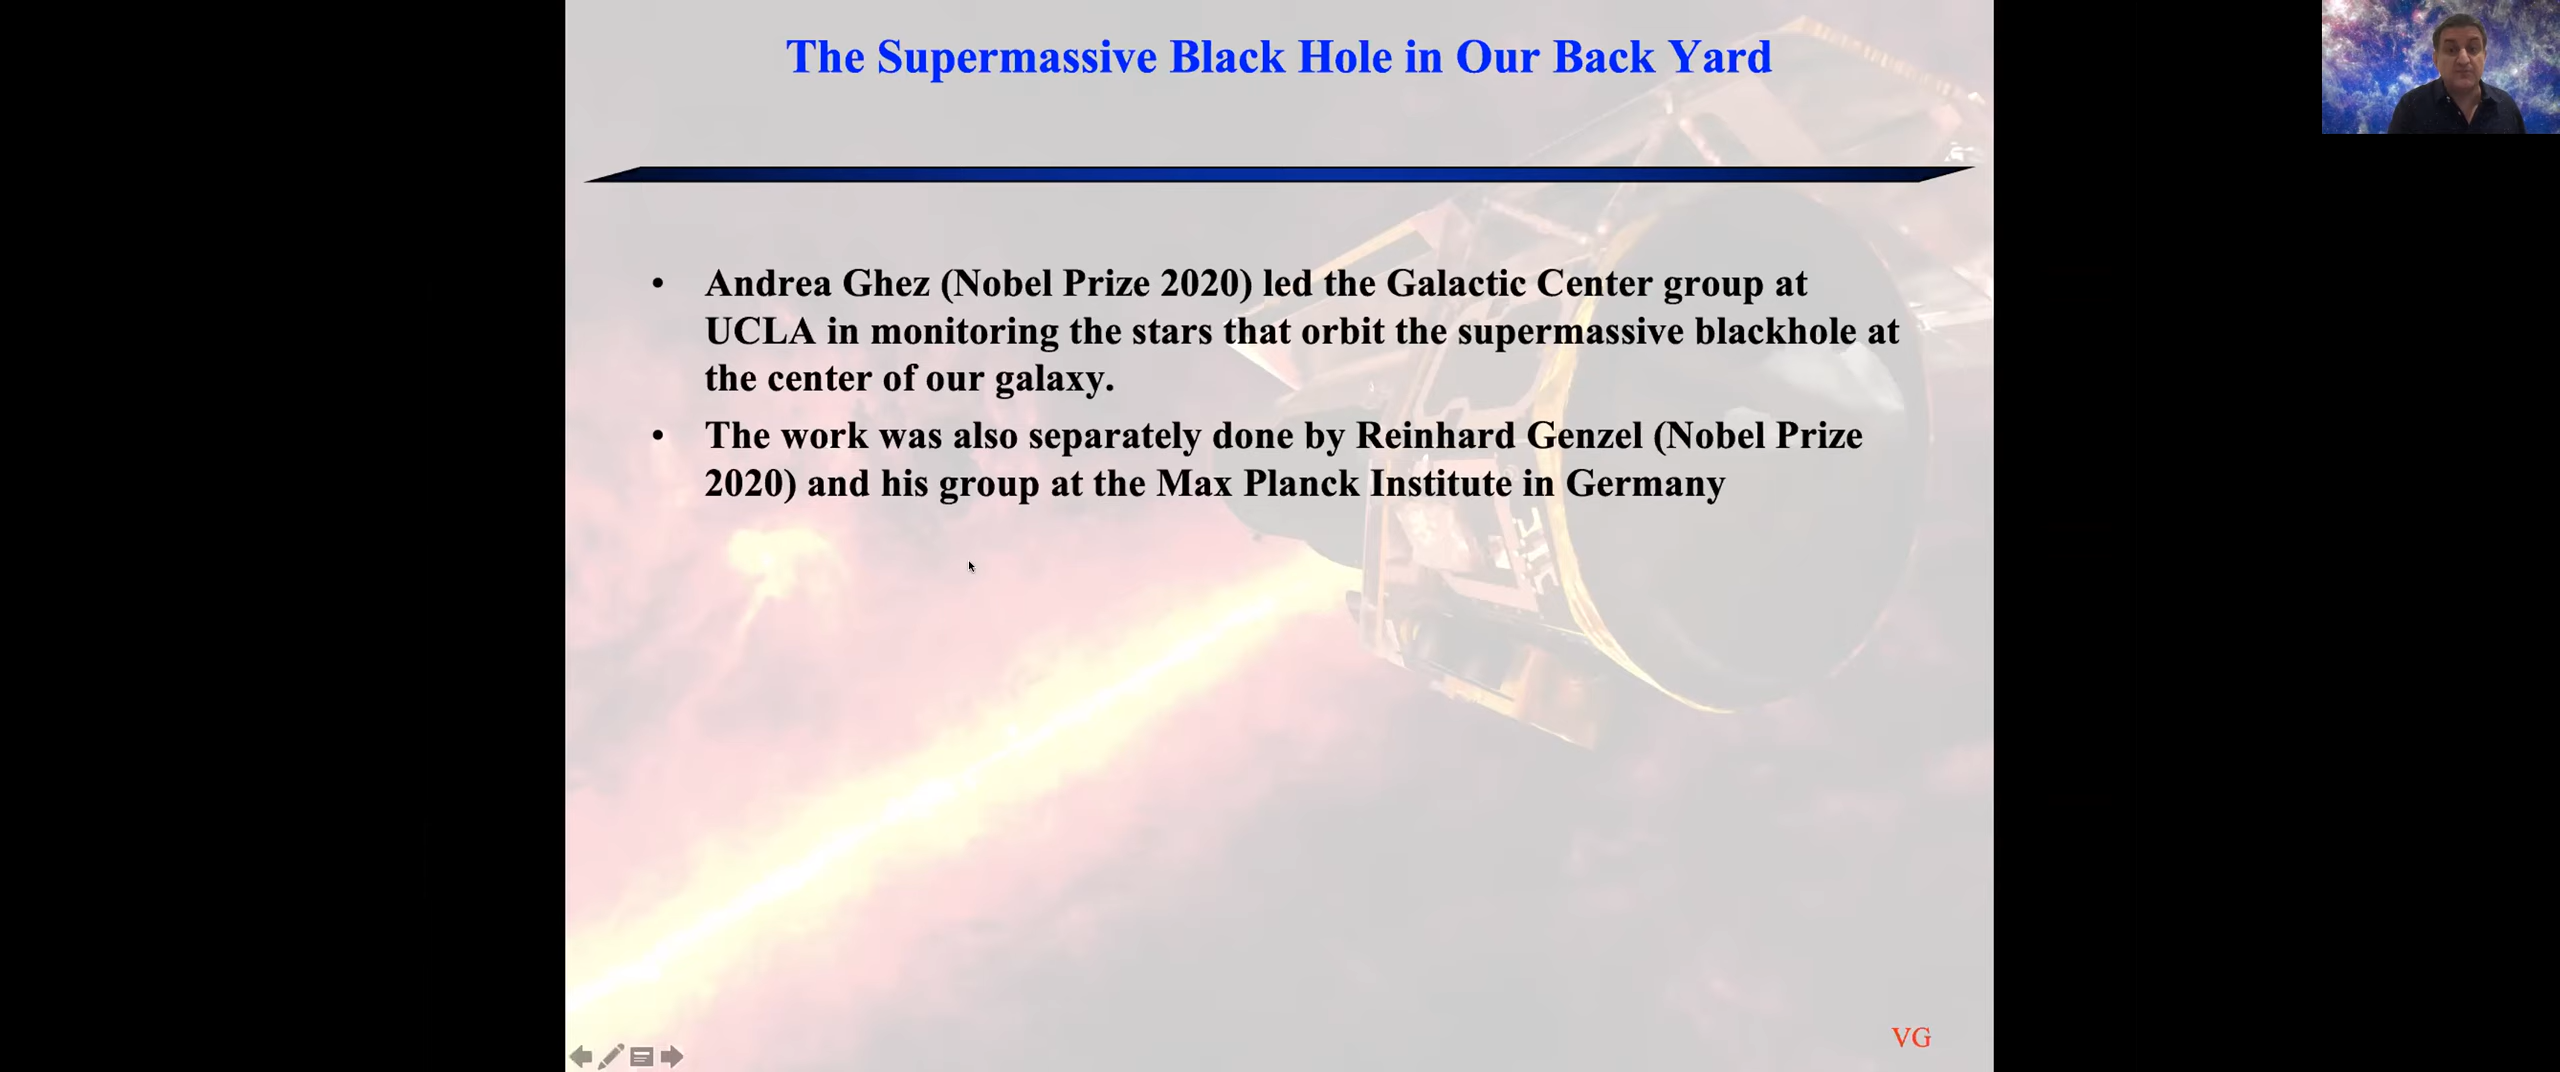 The Supermassive Black Hole in Our Back Yard
• Andrea Ghez (Nobel Prize 2020) led the Galactic Center group at
UCLA in monitoring the stars that orbit the supermassive blackhole at
the center of our galaxy.
• The work was also separately done by Reinhard Genzel (Nobel Prize
2020) and his group at the Max Planck Institute in Germany
VG